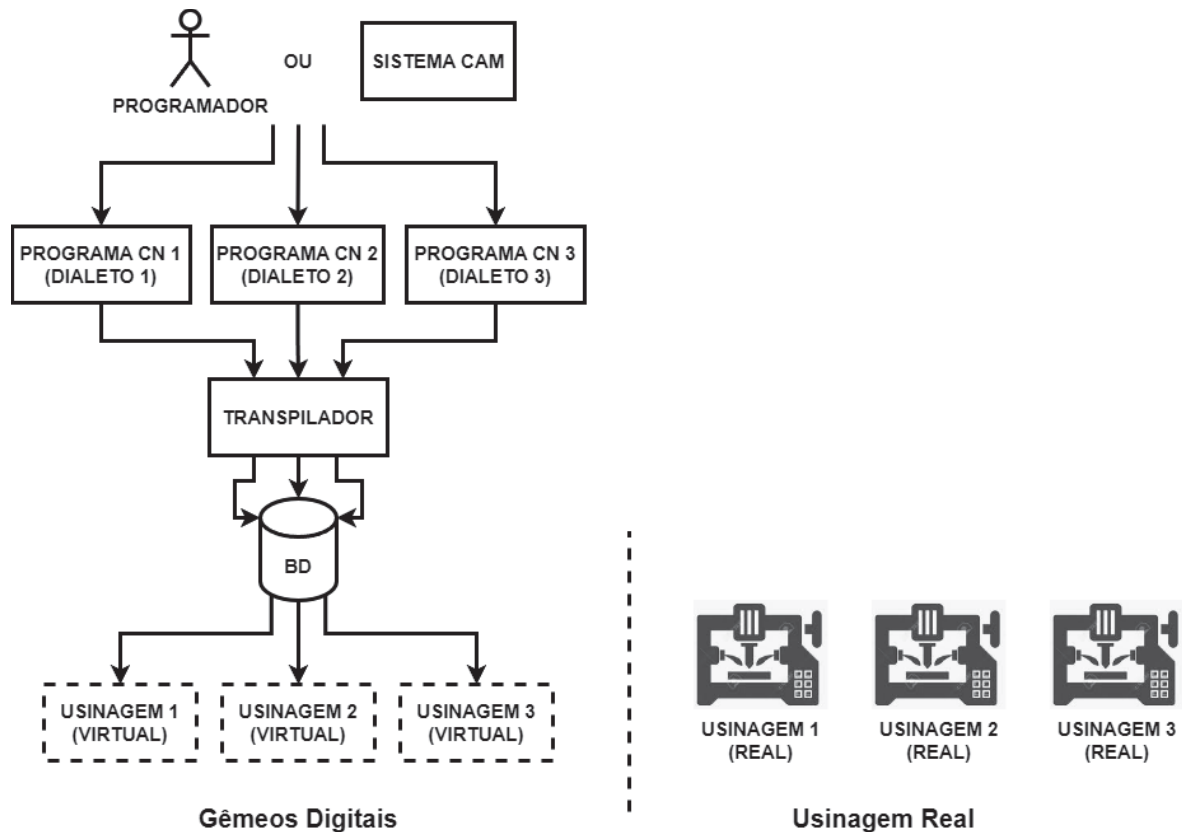 OU
SISTEMA CAM
PROGRAMADOR
PROGRAMA CN 1
(DIALETO 1)
PROGRAMA CN 2
(DIALETO 2)
PROGRAMA CN 3
(DIALETO 3)
TRANSPILADOR
BD
USINAGEM 1
(VIRTUAL)
USINAGEM 2
(VIRTUAL)
USINAGEM 3
(VIRTUAL)
USINAGEM 1
(REAL)
USINAGEM 2
(REAL)
USINAGEM 3
(REAL)
Gêmeos Digitais
Usinagem Real